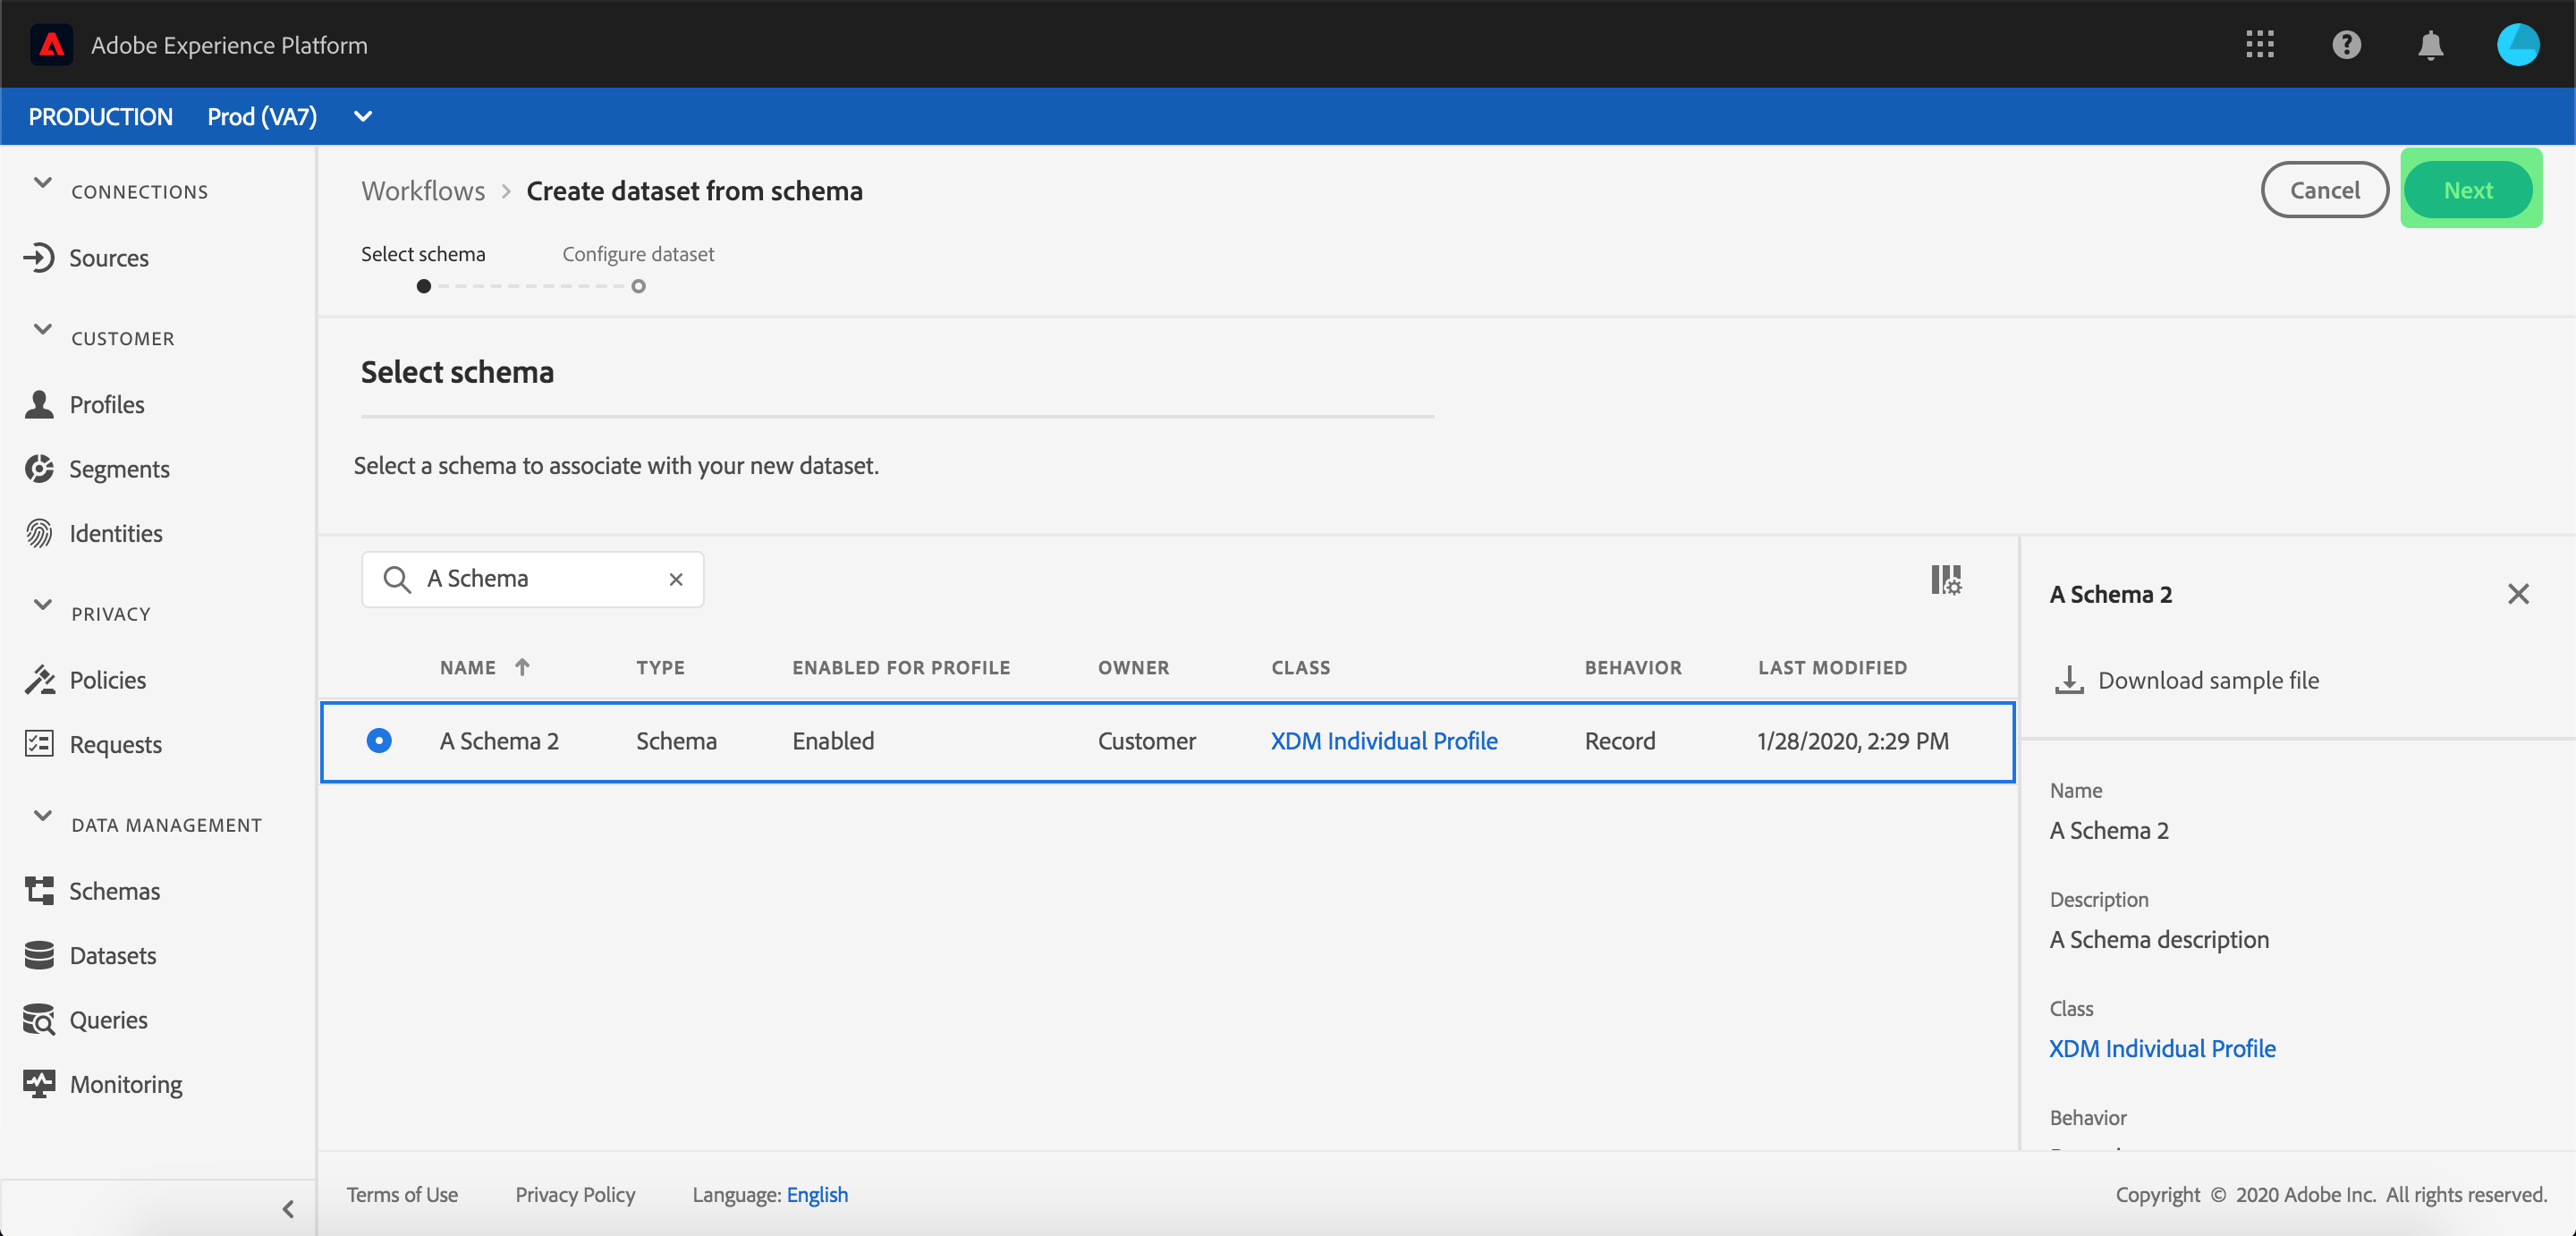 Adobe Experience Platform
PRODUCTION Prod (VA7)
CONNECTIONS
Sources
CUSTOMER
Profiles
Segments
Identities
PRIVACY
Policies
Requests
DATA MANAGEMENT
Schemas
Datasets
Queries
Monitoring
Workflows > Create dataset from schema
Cancel Next
Select schema Configure dataset
Select schema
Select a schema to associate with your new dataset.
A Schema
NAME TYPE ENABLED FOR PROFILE OWNER CLASS BEHAVIOR LAST MODIFIED
A Schema 2 Schema Enabled Customer XDM Individual Profile Record 1/28/2020, 2:29 PM
A Schema 2
Download sample file
Name
A Schema 2
Description
A Schema description
Class
XDM Individual Profile
Behavior
Terms of Use Privacy Policy Language: English
Copyright © 2020 Adobe Inc. All rights reserved.